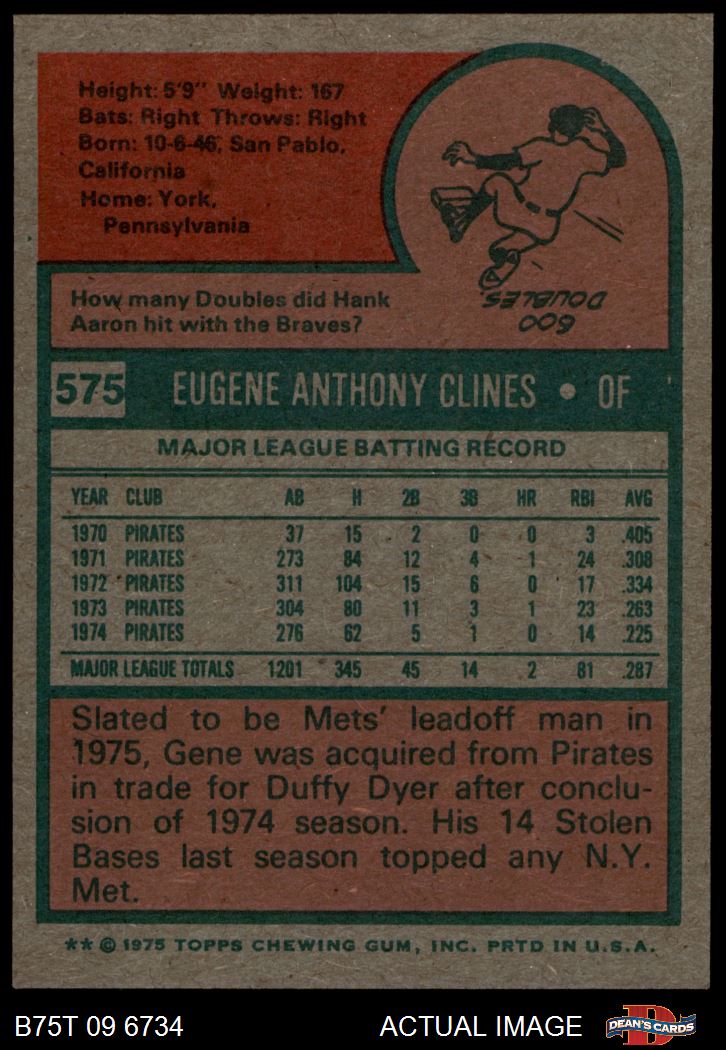 Height: 5'9" Weight: 167
Bats: Right Throws: Right
Born: 10-6-46, San Pablo,
California
Home: York,
Pennsylvania
How many Doubles did Hank
Aaron hit with the Braves?
600
DOUBLES.
575 EUGENE ANTHONY CLINES • OF
MAJOR LEAGUE BATTING RECORD
YEAR CLUB AB H 2B 3B HR RBI AVG
1970 PIRATES 37 15 2 0 0 3 .405
1971 PIRATES 273 84 12 4 1 24 .308
1972 PIRATES 311 104 15 6 0 17 .334
1973 PIRATES 304 80 11 3 1 23 .263
1974 PIRATES 276 62 5 1 0 14 .225
MAJOR LEAGUE TOTALS 1201 345 45 14 2 81 .287
Slated to be Mets' leadoff man in
1975, Gene was acquired from Pirates
in trade for Duffy Dyer after conclu-
sion of 1974 season. His 14 Stolen
Bases last season topped any N.Y.
Met.
** © 1975 TOPPS CHEWING GUM, INC. PRTD IN U.S.A.
B75T 09 6734 ACTUAL IMAGE D DEAN'S CARDS